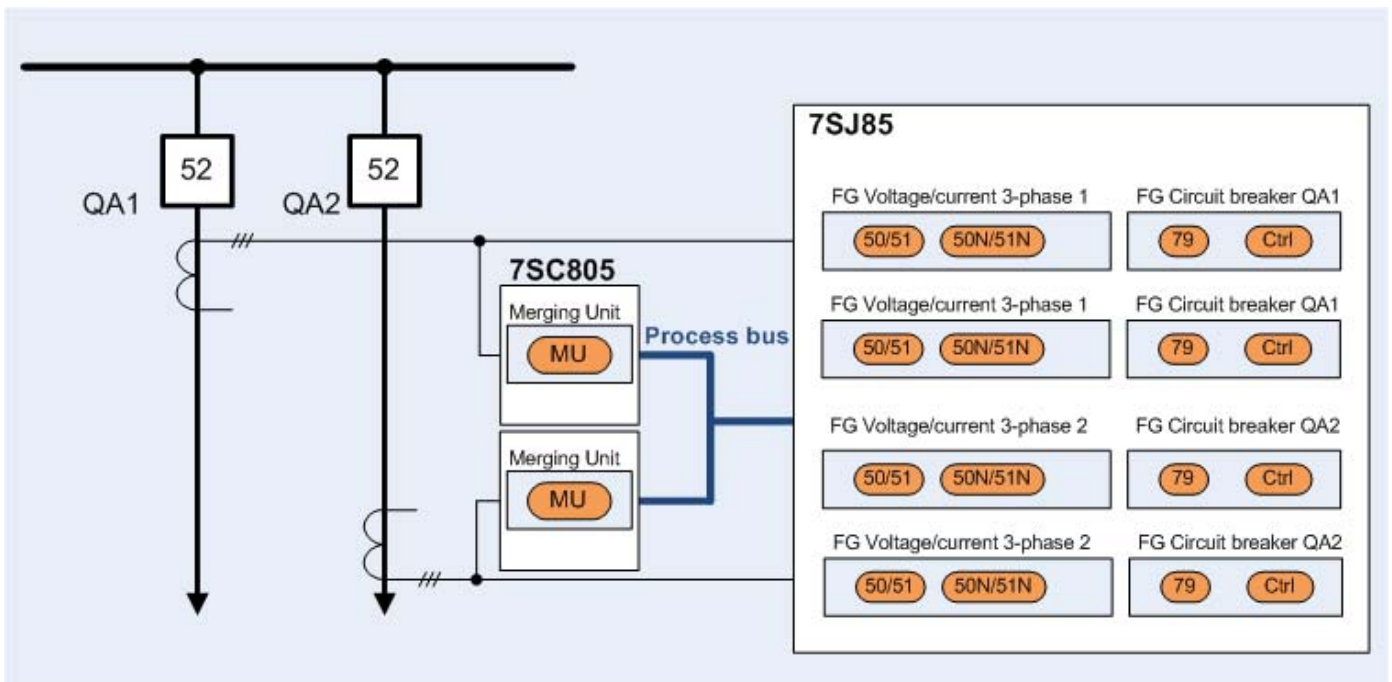 7SJ85
52
52
QA1
QA2
FG Voltage/current 3-phase 1
FG Circuit breaker QA1
50/51
50N/51N
79
Ctrl
7SC805
Merging Unit
MU
Process bus
FG Voltage/current 3-phase 1
FG Circuit breaker QA1
50/51
50N/51N
79
Ctrl
Merging Unit
MU
FG Voltage/current 3-phase 2
FG Circuit breaker QA2
50/51
50N/51N
79
Ctrl
FG Voltage/current 3-phase 2
FG Circuit breaker QA2
50/51
50N/51N
79
Ctrl